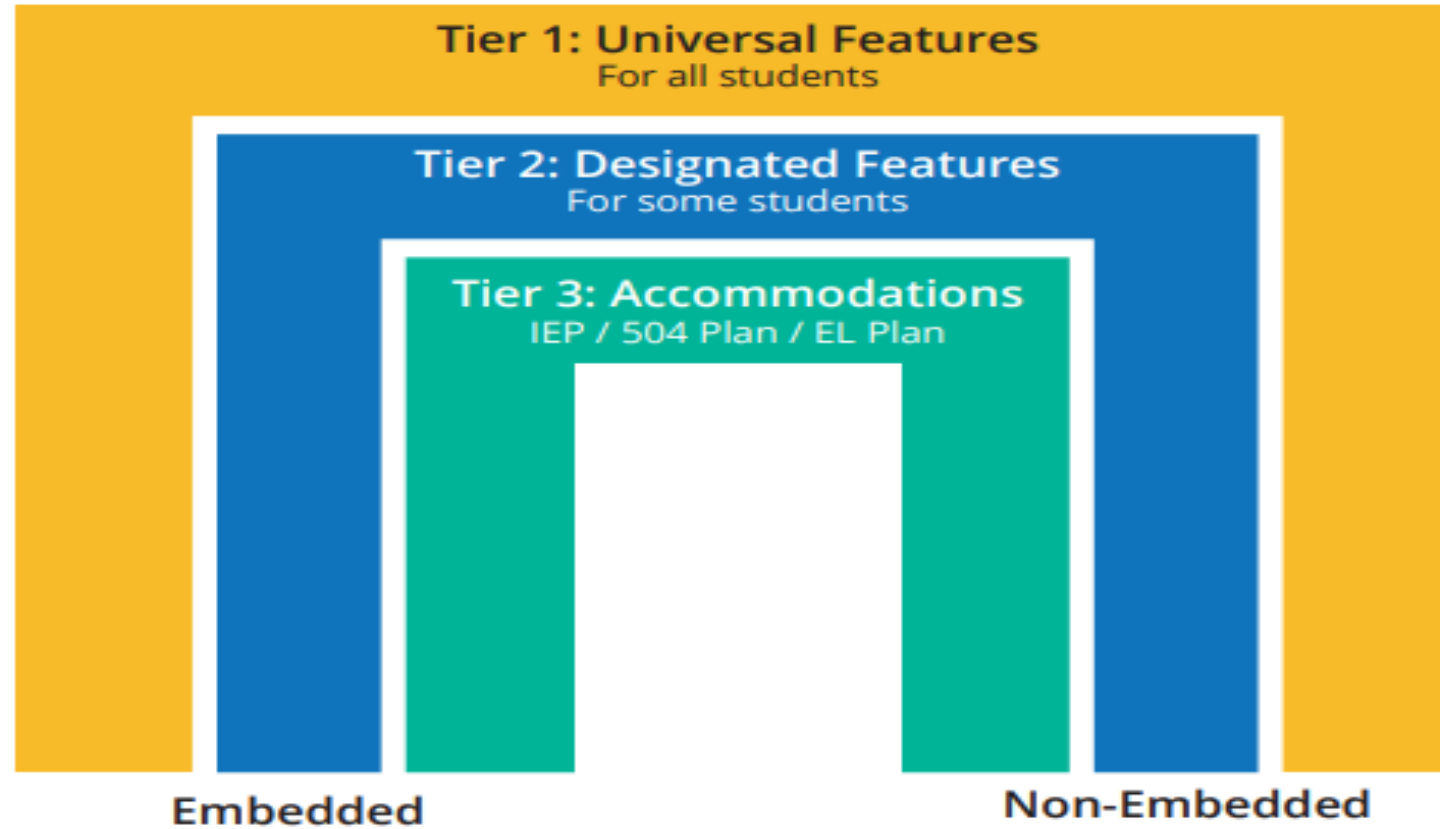 Tier 1: Universal Features
For all students
Tier 2: Designated Features
For some students
Tier 3: Accommodations
IEP / 504 Plan / EL Plan
Embedded
Non-Embedded